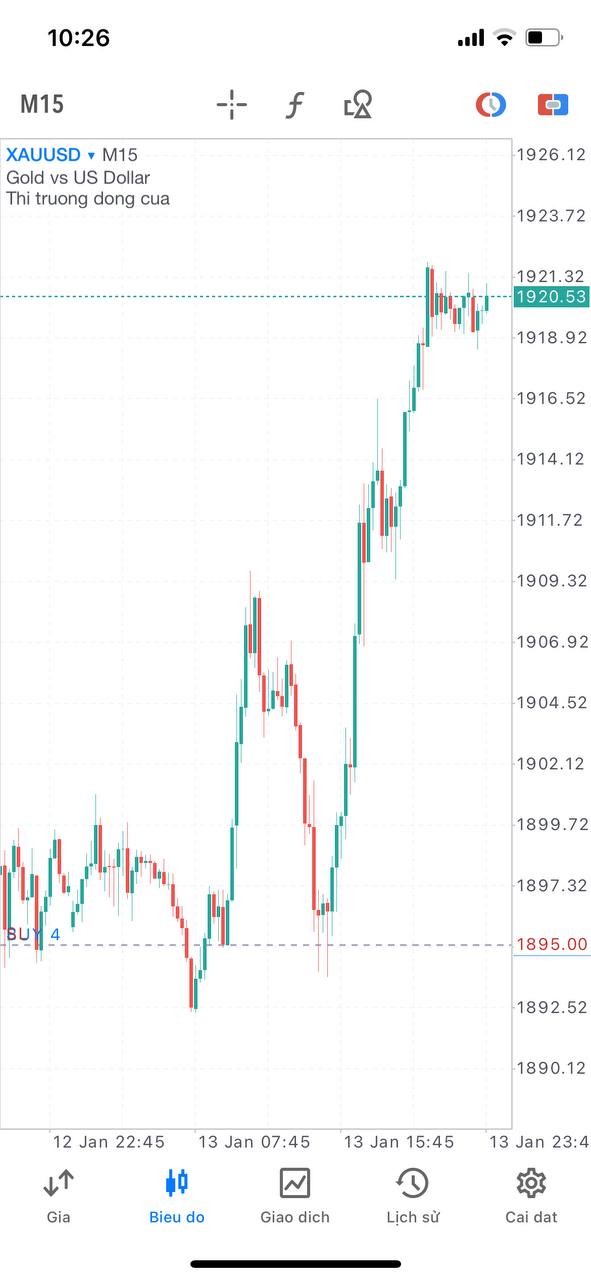 10:26
M15
XAUUSD ▾ M15
Gold vs US Dollar
Thi truong dong cua
1926.12
1923.72
1921.32
1920.53
1918.92
1916.52
1914.12
1911.72
1909.32
1906.92
1904.52
1902.12
1899.72
1897.32
BUY 4
1895.00
1892.52
1890.12
12 Jan 22:45 13 Jan 07:45 13 Jan 15:45 13 Jan 23:4
Gia Bieu do Giao dich Lịch sử Cai dat